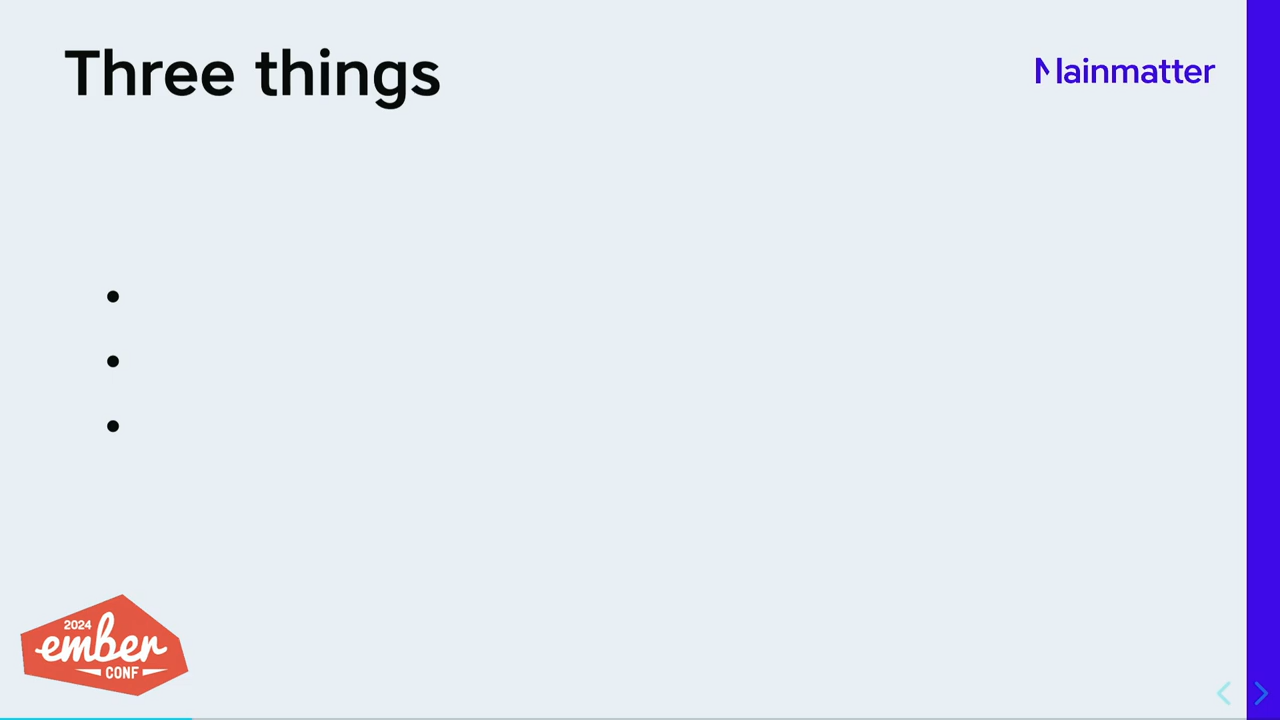 Three things
Mainmatter
•
•
•
2024
ember
CONF